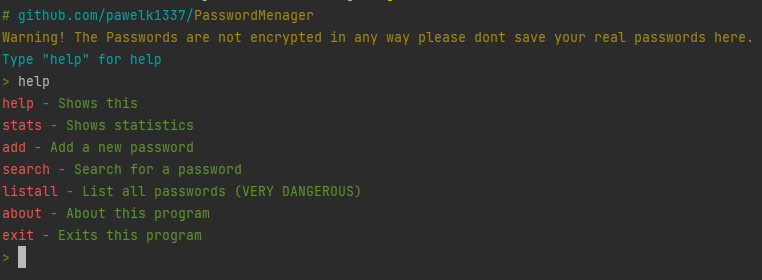 # github.com/pawelk1337/PasswordMenager
Warning! The Passwords are not encrypted in any way please dont save your real passwords here.
Type "help" for help
> help
help - Shows this
stats - Shows statistics
add - Add a new password
search - Search for a password
listall - List all passwords (VERY DANGEROUS)
about - About this program
exit - Exits this program
>